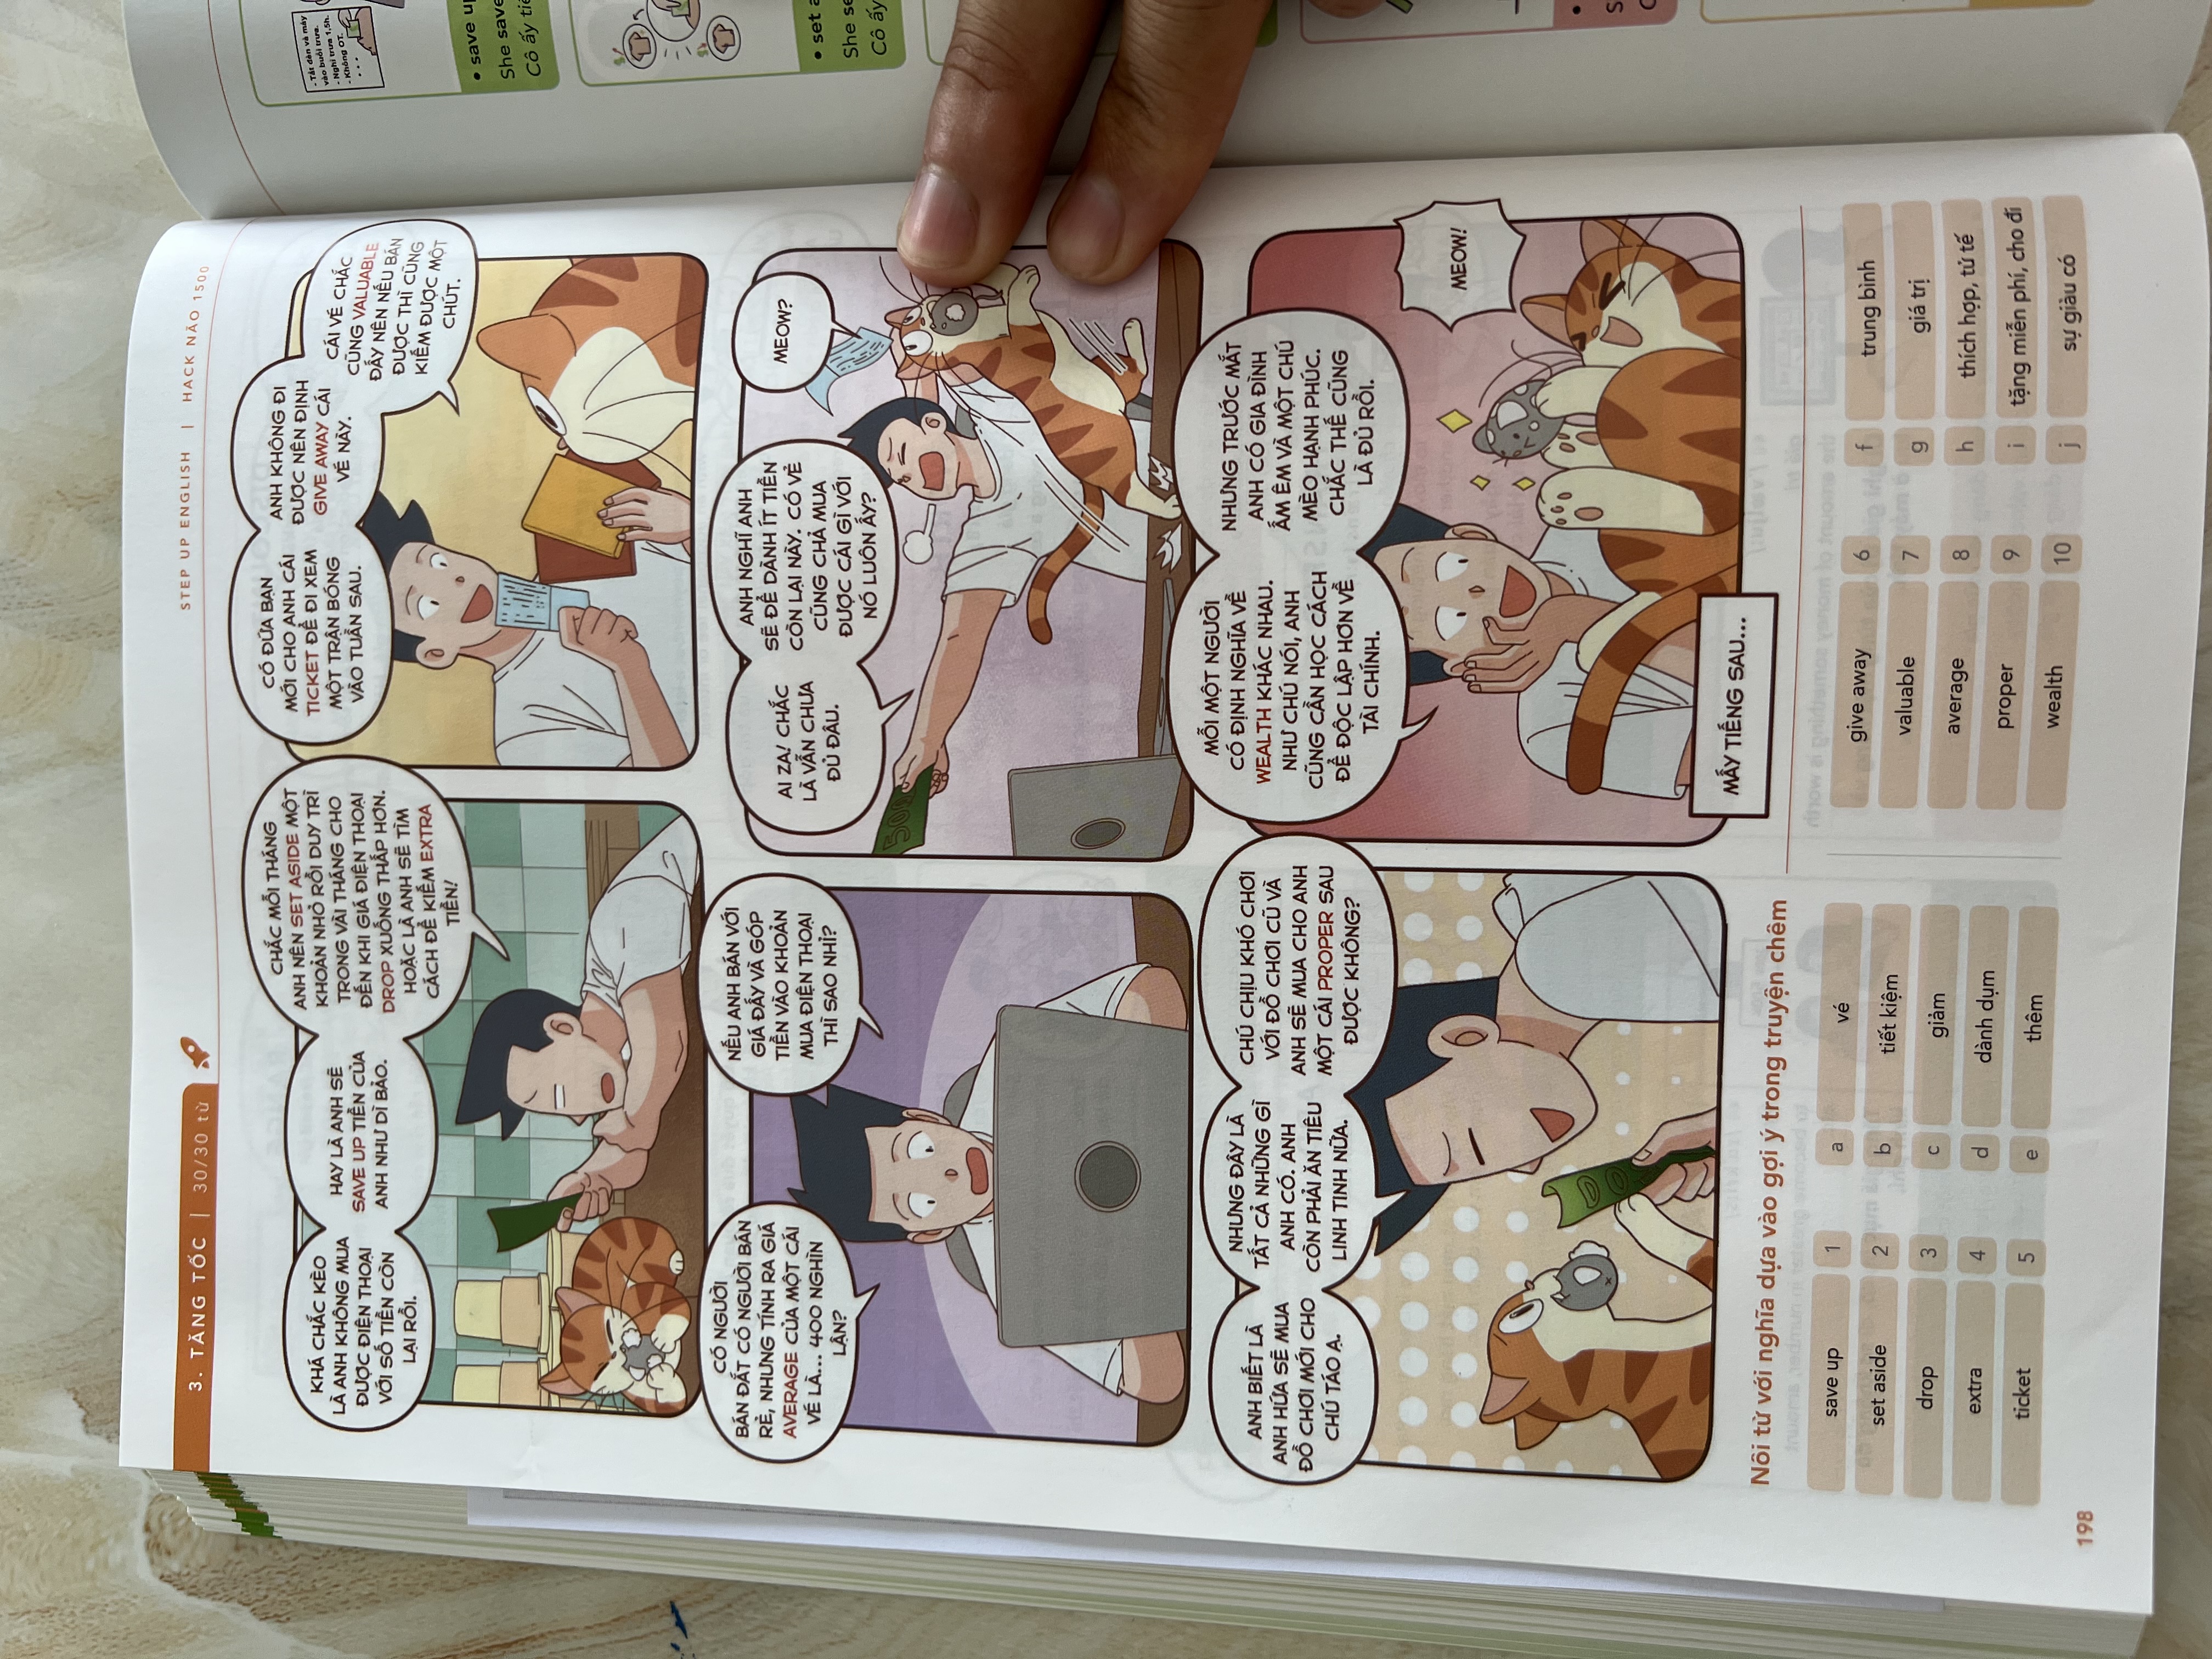 3. TĂNG TỐC | 30/30 từ
STEP UP ENGLISH | HACK NÃO 1500
KHÁ CHẮC KÈO
LÀ ANH KHÔNG MUA
ĐƯỢC ĐIỆN THOẠI
VỚI SỐ TIỀN CÒN
LẠI RỒI.
HAY LÀ ANH SẼ
SAVE UP TIỀN CỦA
ANH NHƯ DÌ BẢO.
CHẮC MỖI THÁNG
ANH NÊN SET ASIDE MỘT
KHOẢN NHỎ RỒI DUY TRÌ
TRONG VÀI THÁNG CHO
ĐẾN KHI GIÁ ĐIỆN THOẠI
DROP XUỐNG THẤP HƠN.
HOẶC LÀ ANH SẼ TÌM
CÁCH ĐỂ KIẾM EXTRA
TIỀN!
CÓ ĐỨA BẠN
MỚI CHO ANH CÁI
TICKET ĐỂ ĐI XEM
MỘT TRẬN BÓNG
VÀO TUẦN SAU.
ANH KHÔNG ĐI
ĐƯỢC NÊN ĐỊNH
GIVE AWAY CÁI
VÉ NÀY.
CÁI VÉ CHẮC
CŨNG VALUABLE
ĐẤY NÊN NẾU BÁN
ĐƯỢC THÌ CŨNG
KIẾM ĐƯỢC MỘT
CHÚT.
CÓ NGƯỜI
BÁN ĐẮT CÓ NGƯỜI BÁN
RẺ, NHƯNG TÍNH RA GIÁ
AVERAGE CỦA MỘT CÁI
VÉ LÀ... 400 NGHÌN
LẬN?
NẾU ANH BÁN VỚI
GIÁ ĐẤY VÀ GÓP
TIỀN VÀO KHOẢN
MUA ĐIỆN THOẠI
THÌ SAO NHỈ?
AI ZA! CHẮC
LÀ VẪN CHƯA
ĐỦ ĐÂU.
ANH NGHĨ ANH
SẼ ĐỂ DÀNH ÍT TIỀN
CÒN LẠI NÀY. CÓ VẺ
CŨNG CHẢ MUA
ĐƯỢC CÁI GÌ VỚI
NÓ LUÔN ẤY?
MEOW?
ANH BIẾT LÀ
ANH HỨA SẼ MUA
ĐỒ CHƠI MỚI CHO
CHÚ TÁO Ạ.
NHƯNG ĐÂY LÀ
TẤT CẢ NHỮNG GÌ
ANH CÓ. ANH
CÒN PHẢI ĂN TIÊU
LINH TINH NỮA.
CHÚ CHỊU KHÓ CHƠI
VỚI ĐỒ CHƠI CŨ VÀ
ANH SẼ MUA CHO ANH
MỘT CÁI PROPER SAU
ĐƯỢC KHÔNG?
MỖI MỘT NGƯỜI
CÓ ĐỊNH NGHĨA VỀ
WEALTH KHÁC NHAU.
NHƯ CHÚ NÓI, ANH
CŨNG CẦN HỌC CÁCH
ĐỂ ĐỘC LẬP HƠN VỀ
TÀI CHÍNH.
NHƯNG TRƯỚC MẮT
ANH CÓ GIA ĐÌNH
ẤM ÊM VÀ MỘT CHÚ
MÈO HẠNH PHÚC.
CHẮC THẾ CŨNG
LÀ ĐỦ RỒI.
MEOW!
MẤY TIẾNG SAU...
Nối từ với nghĩa dựa vào gợi ý trong truyện chêm
save up 1 a vé
set aside 2 b tiết kiệm
drop 3 c giảm
extra 4 d dành dụm
ticket 5 e thêm
give away 6 f trung bình
valuable 7 g giá trị
average 8 h thích hợp, tử tế
proper 9 i tặng miễn phí, cho đi
wealth 10 j sự giàu có
198
- Tắt đèn và máy
vào buổi trưa.
- Nghỉ trưa 1,5h.
- Không OT.
• save
She save
Cô ấy
• set
She
Cô ấy